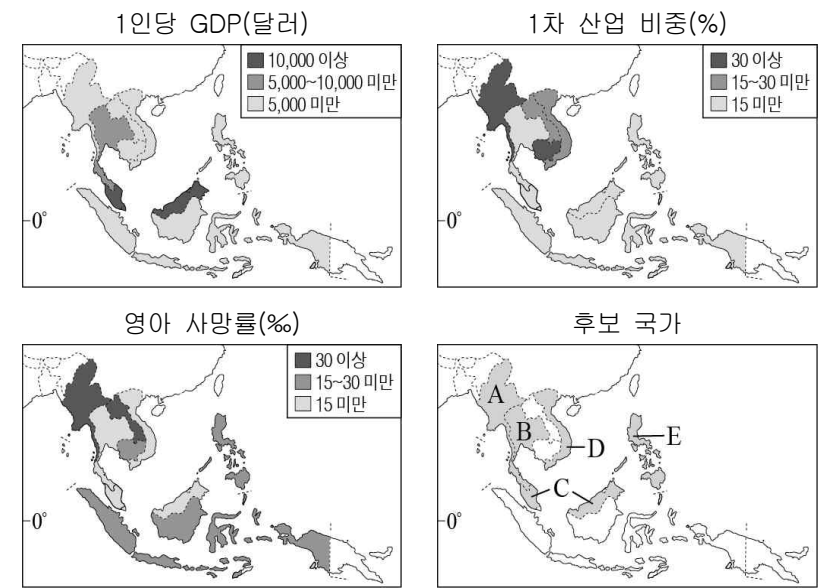 1인당 GDP(달러)
10,000 이상
5,000~10,000 미만
5,000 미만
0°
1차 산업 비중(%)
30 이상
15~30 미만
15 미만
0°
영아 사망률(‰)
30 이상
15~30 미만
15 미만
0°
후보 국가
A
B
D
E
C
0°